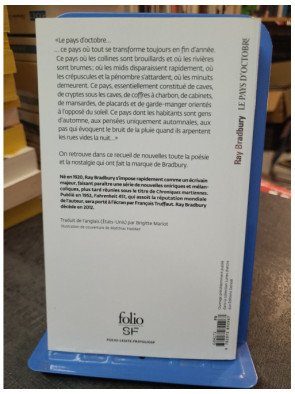 «Le pays d'octobre...
... ce pays où tout se transforme toujours en fin d'année.
Ce pays où les collines sont brouillards et où les rivières
sont brumes; où les midis disparaissent rapidement, où
les crépuscules et la pénombre s'attardent, où les minuits
demeurent. Ce pays, essentiellement constitué de caves,
de cryptes sous les caves, de coffres à charbon, de cabinets,
de mansardes, de placards et de garde-manger orientés
à l'opposé du soleil. Ce pays dont les habitants sont gens
d'automne, aux pensées uniquement automnales, aux
pas qui évoquent le bruit de la pluie quand ils arpentent
les rues vides la nuit...»
On retrouve dans ce recueil de nouvelles toute la poésie
et la nostalgie qui ont fait la marque de Bradbury.
Né en 1920, Ray Bradbury s'impose rapidement comme un écrivain
majeur, faisant paraître une série de nouvelles oniriques et mélan-
coliques, plus tard réunies sous le titre de Chroniques martiennes.
Publié en 1953, Fahrenheit 451, qui assoit la réputation mondiale
de l'auteur, sera porté à l'écran par François Truffaut. Ray Bradbury
décède en 2012.
Traduit de l'anglais (États-Unis) par Brigitte Mariot
folio
SF
FOLIO-LESITE.FR/FOLIOSF
Ray Bradbury LE PAYS D'OCTOBRE